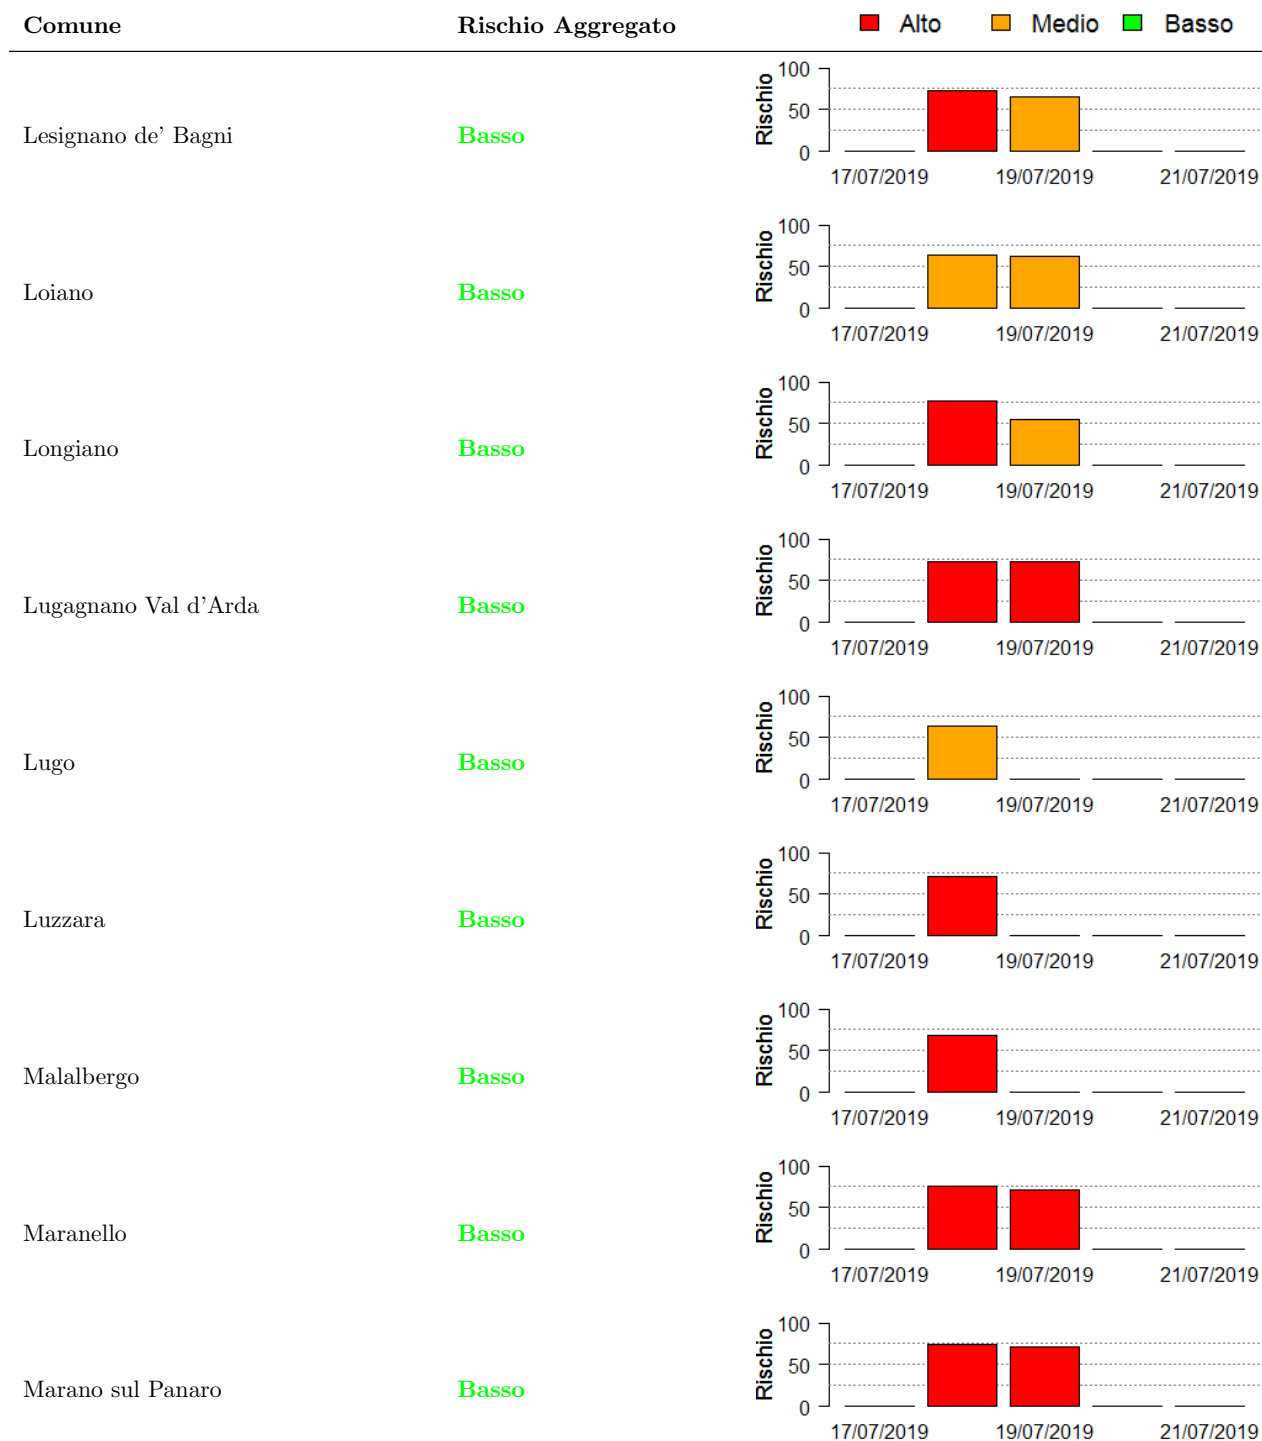 Comune Rischio Aggregato Alto Medio Basso
100
50
0
Rischio
Lesignano de' Bagni Basso
17/07/2019 19/07/2019 21/07/2019
100
50
0
Rischio
Loiano Basso
17/07/2019 19/07/2019 21/07/2019
100
50
0
Rischio
Longiano Basso
17/07/2019 19/07/2019 21/07/2019
100
50
0
Rischio
Lugagnano Val d'Arda Basso
17/07/2019 19/07/2019 21/07/2019
100
50
0
Rischio
Lugo Basso
17/07/2019 19/07/2019 21/07/2019
100
50
0
Rischio
Luzzara Basso
17/07/2019 19/07/2019 21/07/2019
100
50
0
Rischio
Malalbergo Basso
17/07/2019 19/07/2019 21/07/2019
100
50
0
Rischio
Maranello Basso
17/07/2019 19/07/2019 21/07/2019
100
50
0
Rischio
Marano sul Panaro Basso
17/07/2019 19/07/2019 21/07/2019